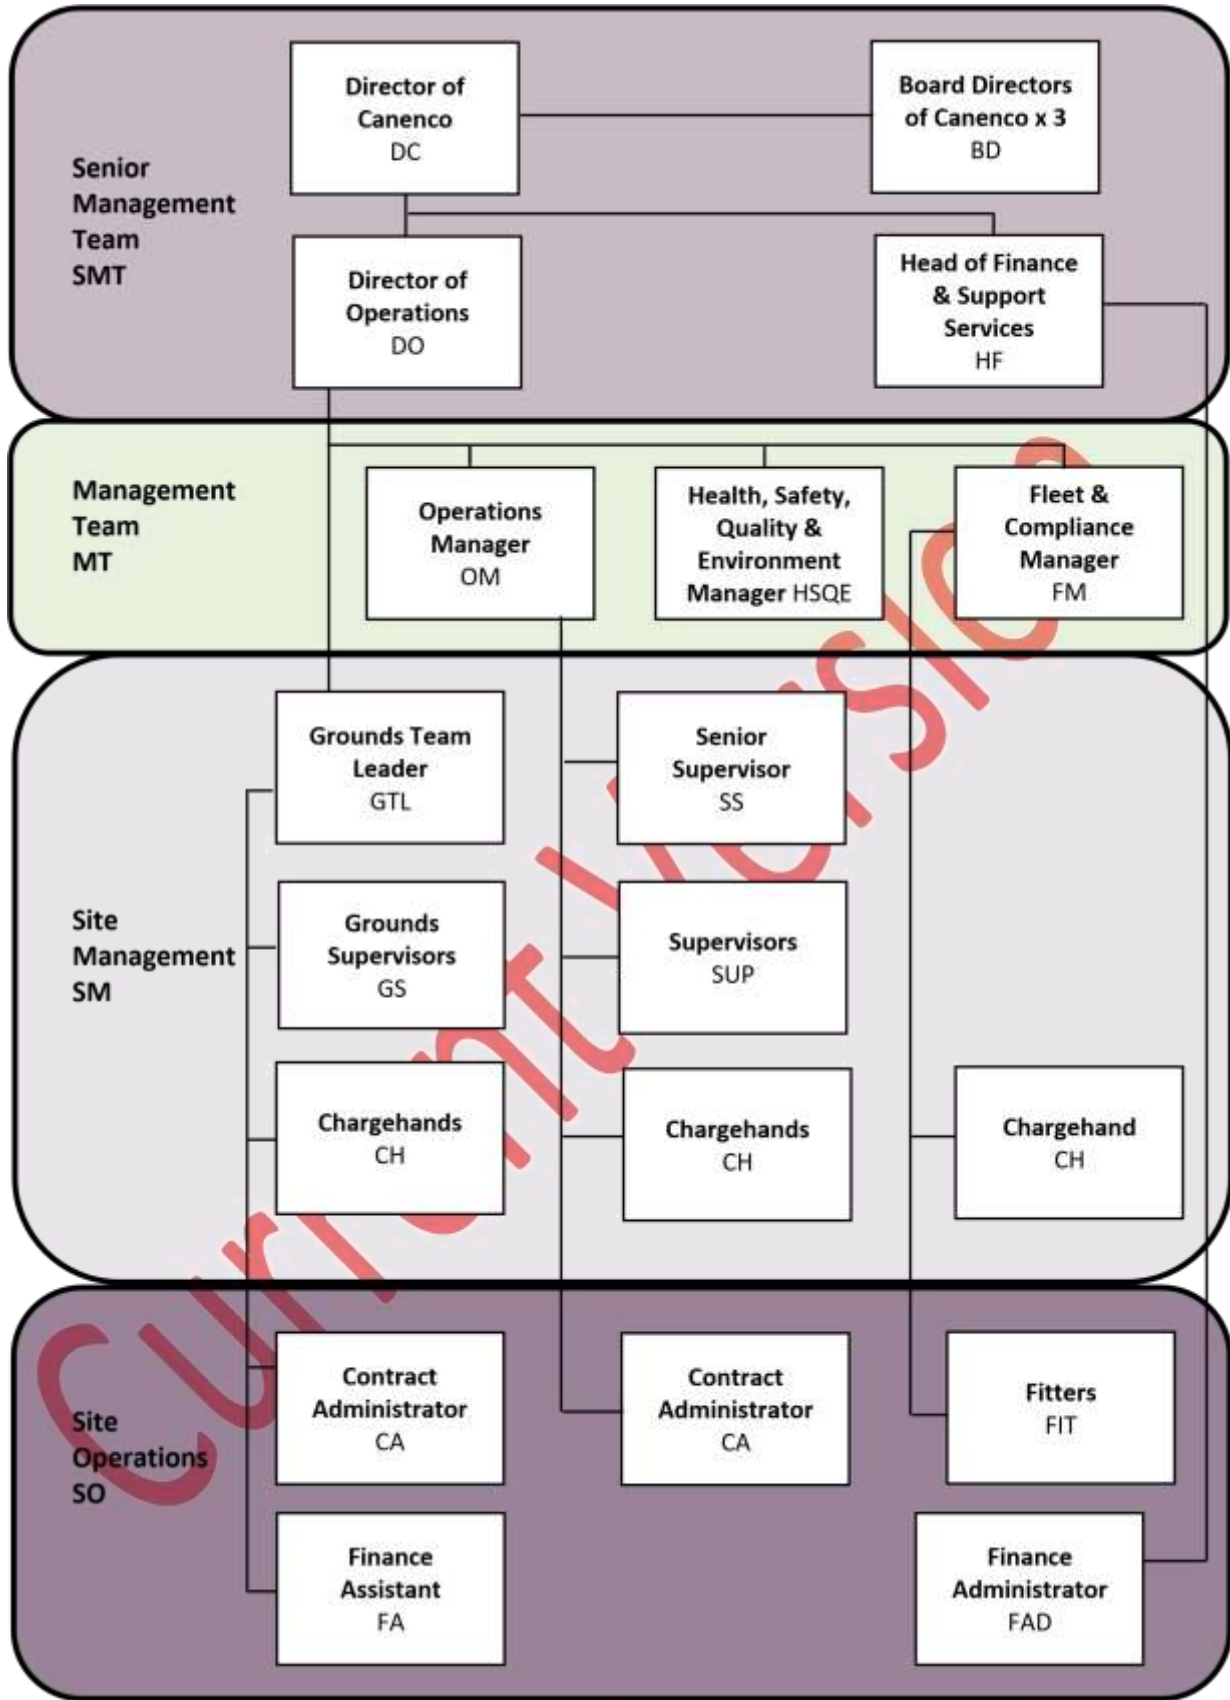 Senior
Management
Team
SMT
Director of
Canenco
DC
Board Directors
of Canenco x 3
BD
Director of
Operations
DO
Head of Finance
& Support
Services
HF
Management
Team
MT
Operations
Manager
OM
Health, Safety,
Quality &
Environment
Manager HSQE
Fleet &
Compliance
Manager
FM
Site
Management
SM
Grounds Team
Leader
GTL
Senior
Supervisor
SS
Grounds
Supervisors
GS
Supervisors
SUP
Chargehands
CH
Chargehands
CH
Chargehand
CH
Site
Operations
SO
Contract
Administrator
CA
Contract
Administrator
CA
Fitters
FIT
Finance
Assistant
FA
Finance
Administrator
FAD
Current Version